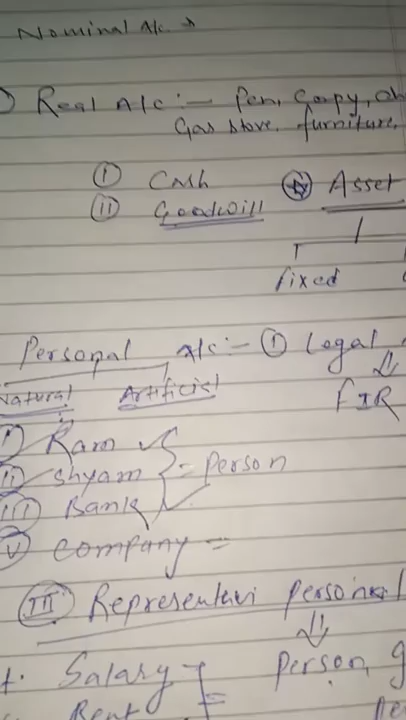 Nominal A/c →
Real A/c :- Pen, Copy,
Gas stove, furniture,
(I) Cash
(II) Goodwill
Asset
fixed
Personal A/c :- (I) Legal
Natural Artificial
FIR
(I) Ram
(II) Shyam = person
(III) Bank
(V) Company =
(III) Representavi personal
Salary person
Rent =